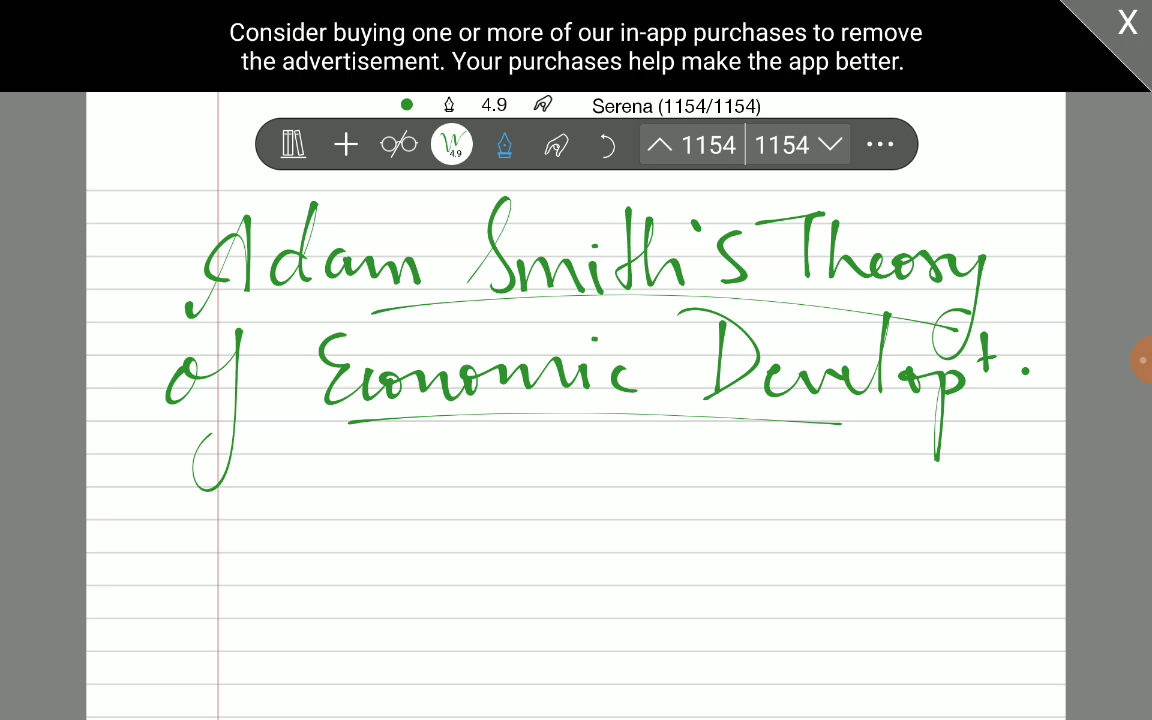 Consider buying one or more of our in-app purchases to remove
the advertisement. Your purchases help make the app better.
X
4.9 Serena (1154/1154)
W 4.9 1154 1154
Adam Smith's Theory
of Economic Develop t.